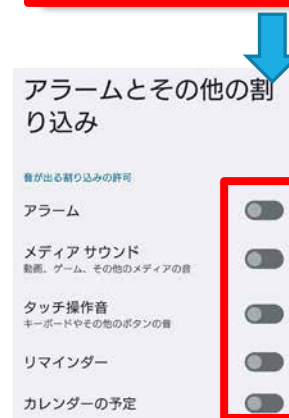 アラームとその他の割
り込み
音が出る割り込みの許可
アラーム
メディア サウンド
動画、ゲーム、その他のメディアの音
タッチ操作音
キーボードやその他のボタンの音
リマインダー
カレンダーの予定